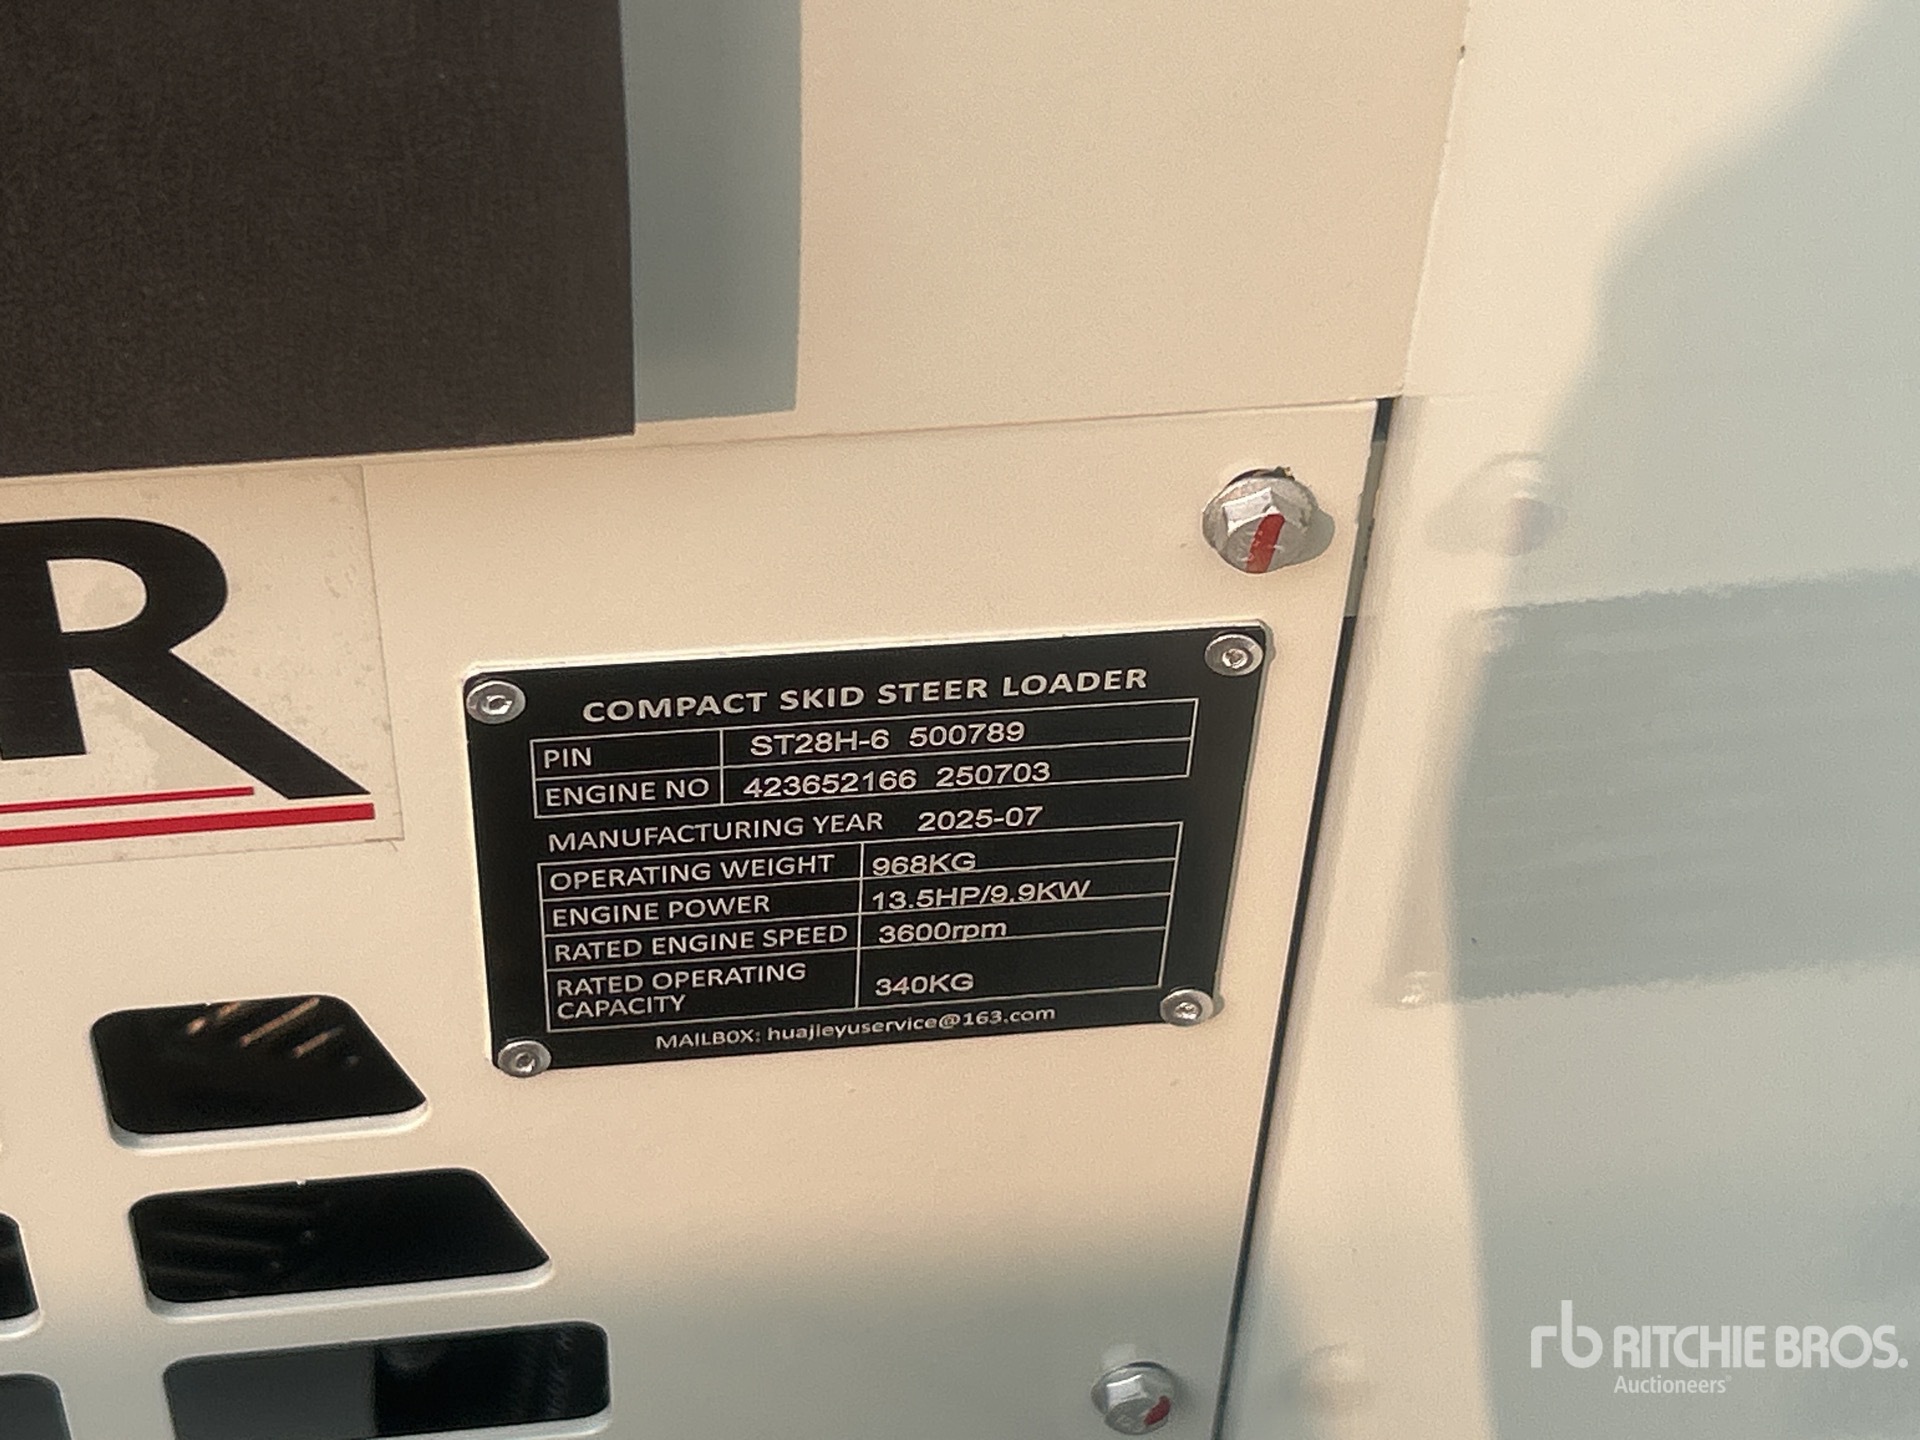 R
COMPACT SKID STEER LOADER
PIN ST28H-6 500789
ENGINE NO 423652166 250703
MANUFACTURING YEAR 2025-07
OPERATING WEIGHT 968KG
ENGINE POWER 13.5HP/9.9KW
RATED ENGINE SPEED 3600rpm
RATED OPERATING
CAPACITY 340KG
MAILBOX: huajieyuservice@163.com
rb RITCHIE BROS.
Auctioneers